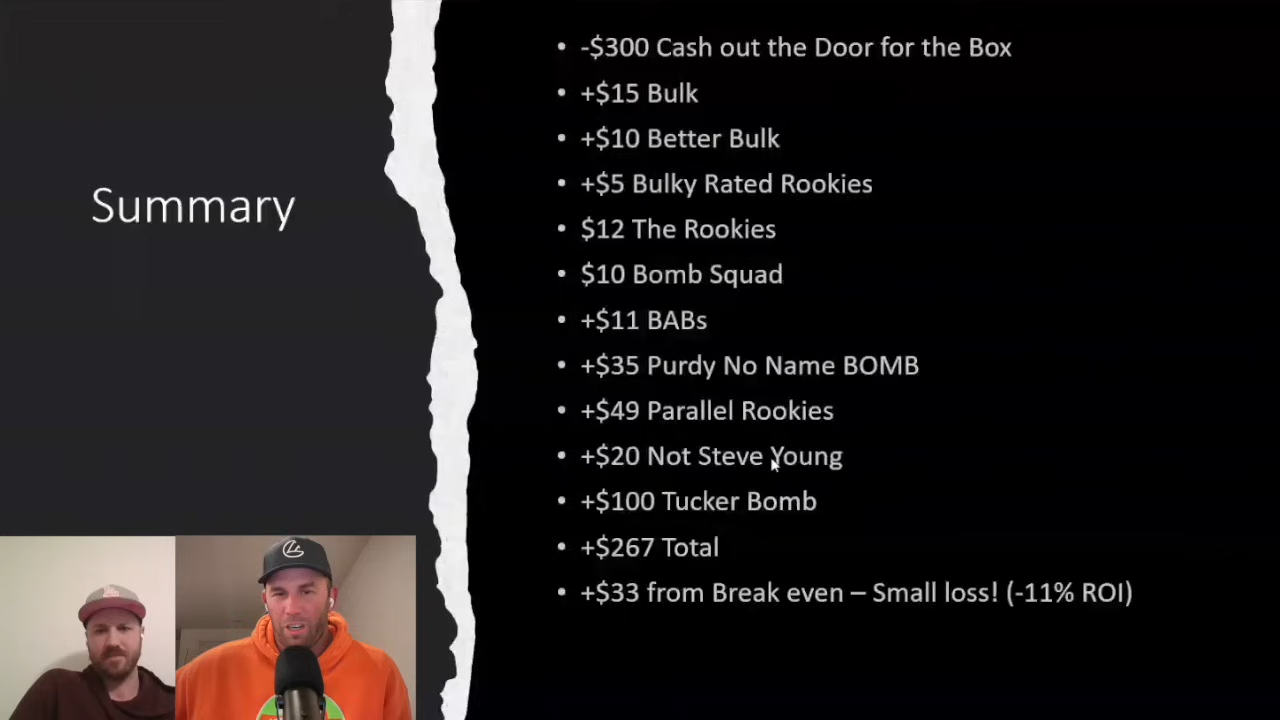 Summary
• -$300 Cash out the Door for the Box
• +$15 Bulk
• +$10 Better Bulk
• +$5 Bulky Rated Rookies
• $12 The Rookies
• $10 Bomb Squad
• +$11 BABs
• +$35 Purdy No Name BOMB
• +$49 Parallel Rookies
• +$20 Not Steve Young
• +$100 Tucker Bomb
• +$267 Total
• +$33 from Break even – Small loss! (-11% ROI)